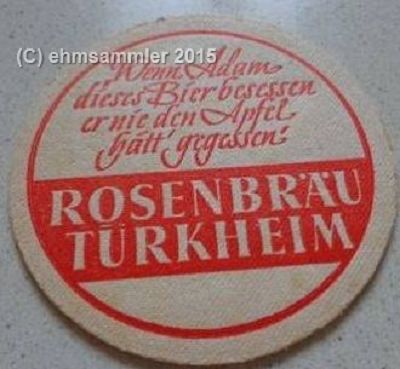 (C) ehmsammler 2015
Wenn Adam
dieses Bier besessen
er nie den Apfel
hätt' gegessen.
ROSENBRÄU
TÜRKHEIM